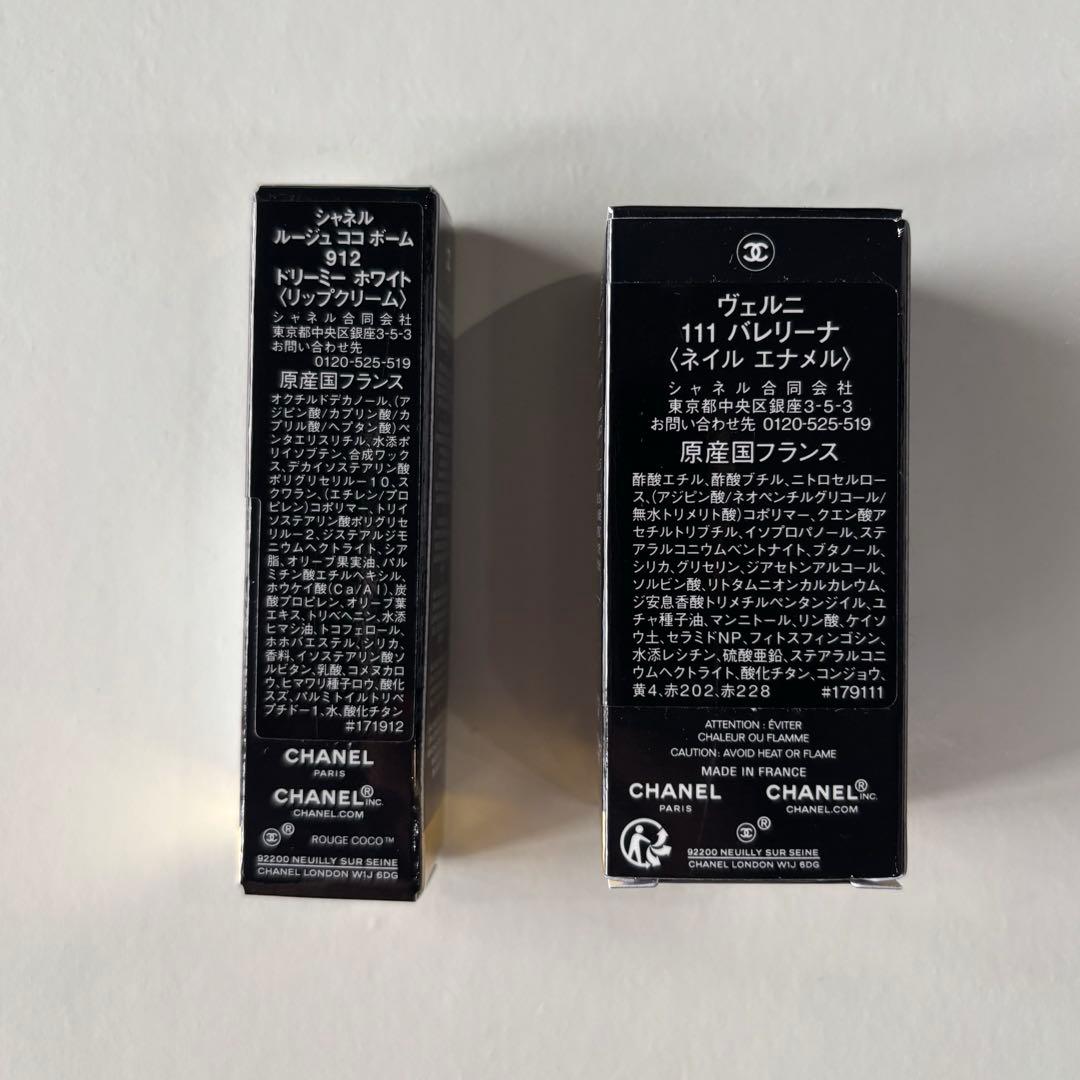 シャネル
ルージュ ココ ボーム
912
ドリーミー ホワイト
〈リップクリーム〉
シャネル合同会社
東京都中央区銀座3-5-3
お問い合わせ先
0120-525-519
原産国フランス
オクチルドデカノール、(ア
ジピン酸/カプリン酸/カ
プリル酸/ヘプタン酸)ペ
ンタエリスリチル、水添ポ
リイソブテン、合成ワック
ス、デカイソステアリン酸
ポリグリセリルー10、ス
クワラン、(エチレン/プロ
ピレン)コポリマー、トリイ
ソステアリン酸ポリグリセ
リルー2、ジステアルジモ
ニウムヘクトライト、シア
脂、オリーブ果実油、パル
ミチン酸エチルヘキシル、
ホウケイ酸(Ca/Al)、炭
酸プロピレン、オリーブ葉
エキス、トリベヘニン、水添
ヒマシ油、トコフェロール、
ホホバエステル、シリカ、
香料、イソステアリン酸ソ
ルビタン、乳酸、コメヌカロ
ウ、ヒマワリ種子ロウ、酸化
スズ、パルミトイルトリペ
プチドー1、水、酸化チタン
#171912
CHANEL
PARIS
CHANEL® INC.
CHANEL.COM
® ROUGE COCO™
92200 NEUILLY SUR SEINE
CHANEL LONDON W1J 6DG
ヴェルニ
111 バレリーナ
〈ネイル エナメル〉
シャネル合同会社
東京都中央区銀座3-5-3
お問い合わせ先 0120-525-519
原産国フランス
酢酸エチル、酢酸ブチル、ニトロセルロー
ス、(アジピン酸/ネオペンチルグリコール/
無水トリメリト酸)コポリマー、クエン酸ア
セチルトリブチル、イソプロパノール、ステ
アラルコニウムベントナイト、ブタノール、
シリカ、グリセリン、ジアセトンアルコール、
ソルビン酸、リトタムニオンカルカレウム、
ジ安息香酸トリメチルペンタンジイル、ユ
チャ種子油、マンニトール、リン酸、ケイソ
ウ土、セラミドNP、フィトスフィンゴシン、
水添レシチン、硫酸亜鉛、ステアラルコニ
ウムヘクトライト、酸化チタン、コンジョウ、
黄4、赤202、赤228 #179111
ATTENTION : ÉVITER
CHALEUR OU FLAMME
CAUTION: AVOID HEAT OR FLAME
MADE IN FRANCE
CHANEL
PARIS
CHANEL® INC.
CHANEL.COM
®
92200 NEUILLY SUR SEINE
CHANEL LONDON W1J 6DG